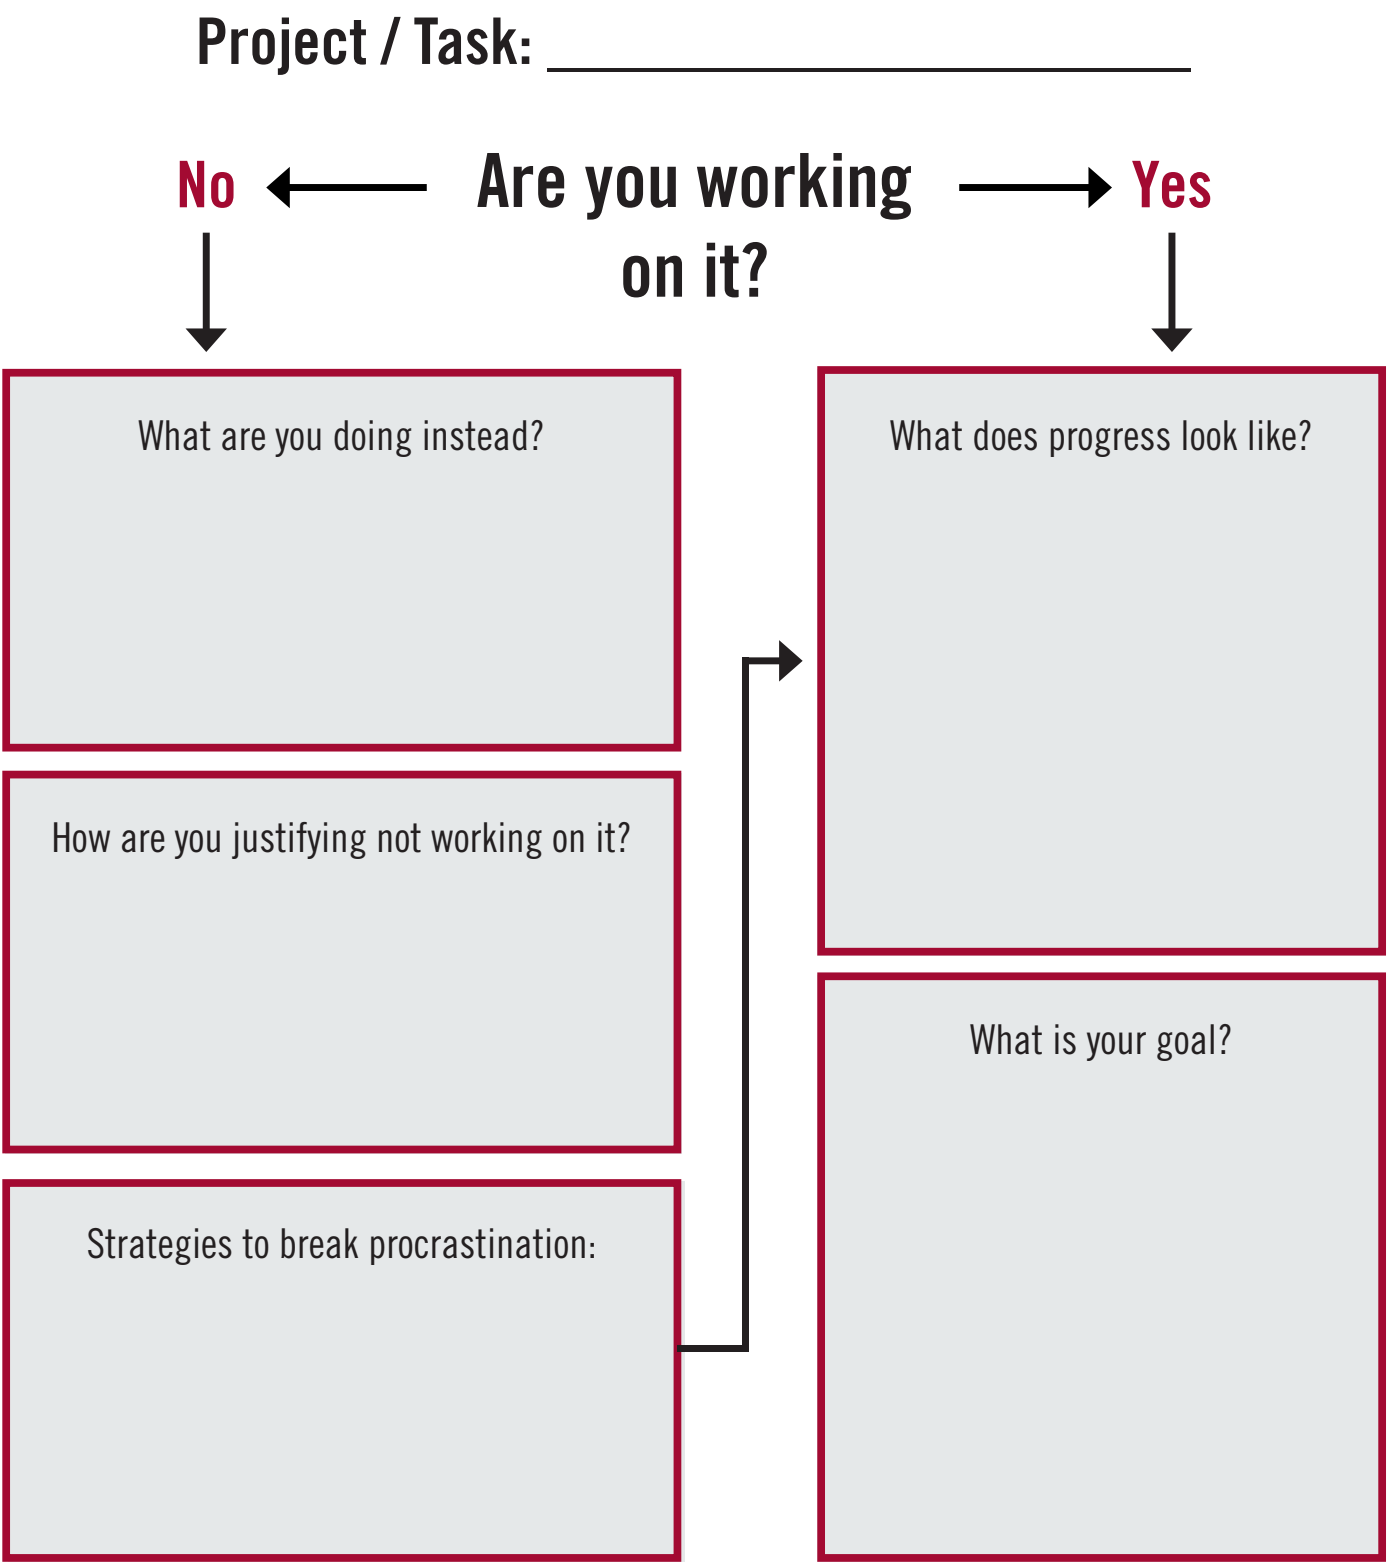 Project / Task:
No
Are you working
on it?
Yes
What are you doing instead?
How are you justifying not working on it?
Strategies to break procrastination:
What does progress look like?
What is your goal?